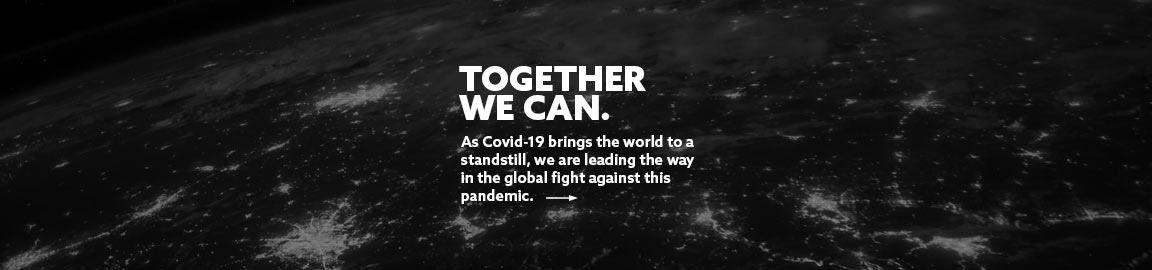 TOGETHER
WE CAN.
As Covid-19 brings the world to a
standstill, we are leading the way
in the global fight against this
pandemic.